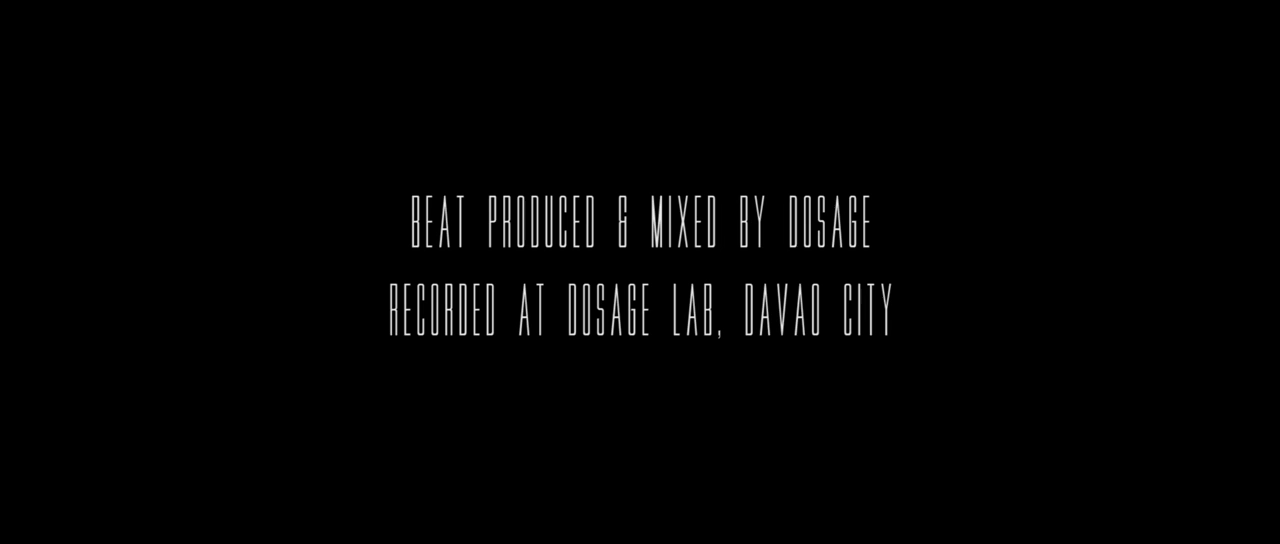 BEAT PRODUCED & MIXED BY DOSAGE
RECORDED AT DOSAGE LAB, DAVAO CITY